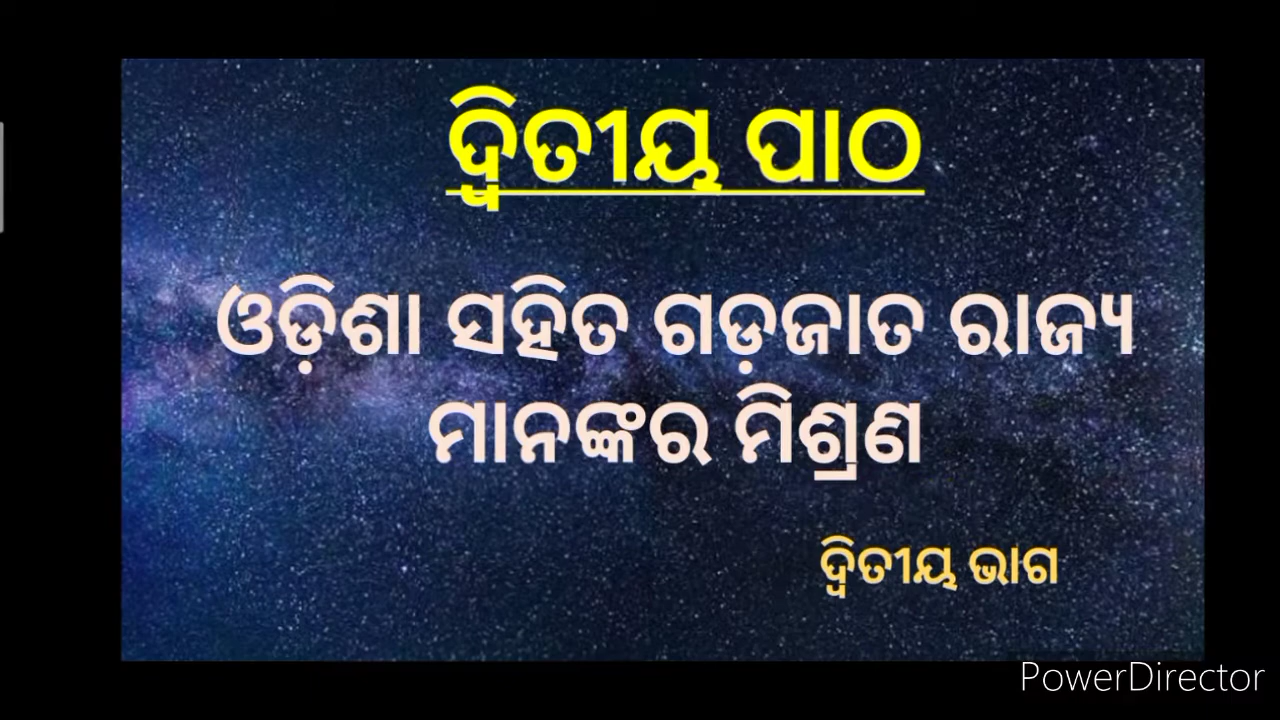 ଦ୍ୱିତୀୟ ପାଠ
ଓଡ଼ିଶା ସହିତ ଗଡ଼ଜାତ ରାଜ୍ୟ
ମାନଙ୍କର ମିଶ୍ରଣ
ଦ୍ୱିତୀୟ ଭାଗ
PowerDirector